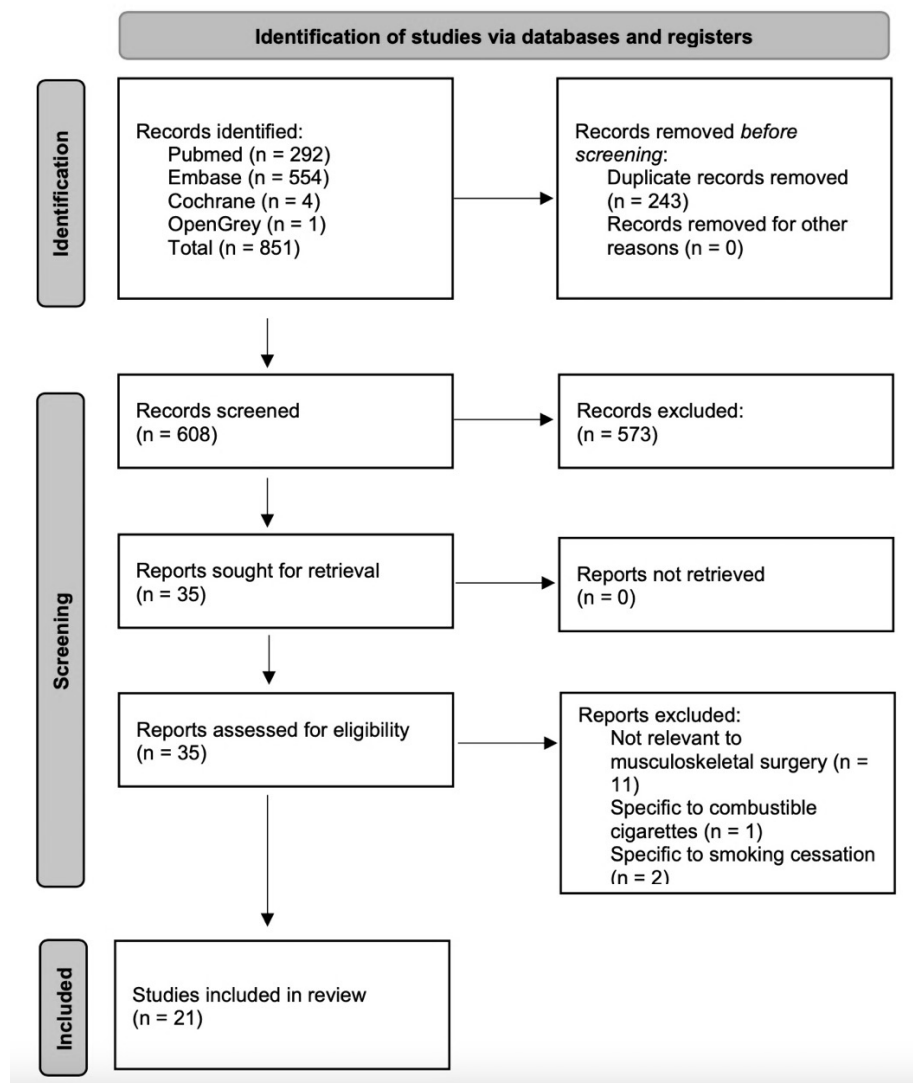 Identification of studies via databases and registers
Identification
Records identified:
Pubmed (n = 292)
Embase (n = 554)
Cochrane (n = 4)
OpenGrey (n = 1)
Total (n = 851)
Records removed before
screening:
Duplicate records removed
(n = 243)
Records removed for other
reasons (n = 0)
Screening
Records screened
(n = 608)
Records excluded:
(n = 573)
Reports sought for retrieval
(n = 35)
Reports not retrieved
(n = 0)
Reports assessed for eligibility
(n = 35)
Reports excluded:
Not relevant to
musculoskeletal surgery (n =
11)
Specific to combustible
cigarettes (n = 1)
Specific to smoking cessation
(n = 2)
Included
Studies included in review
(n = 21)